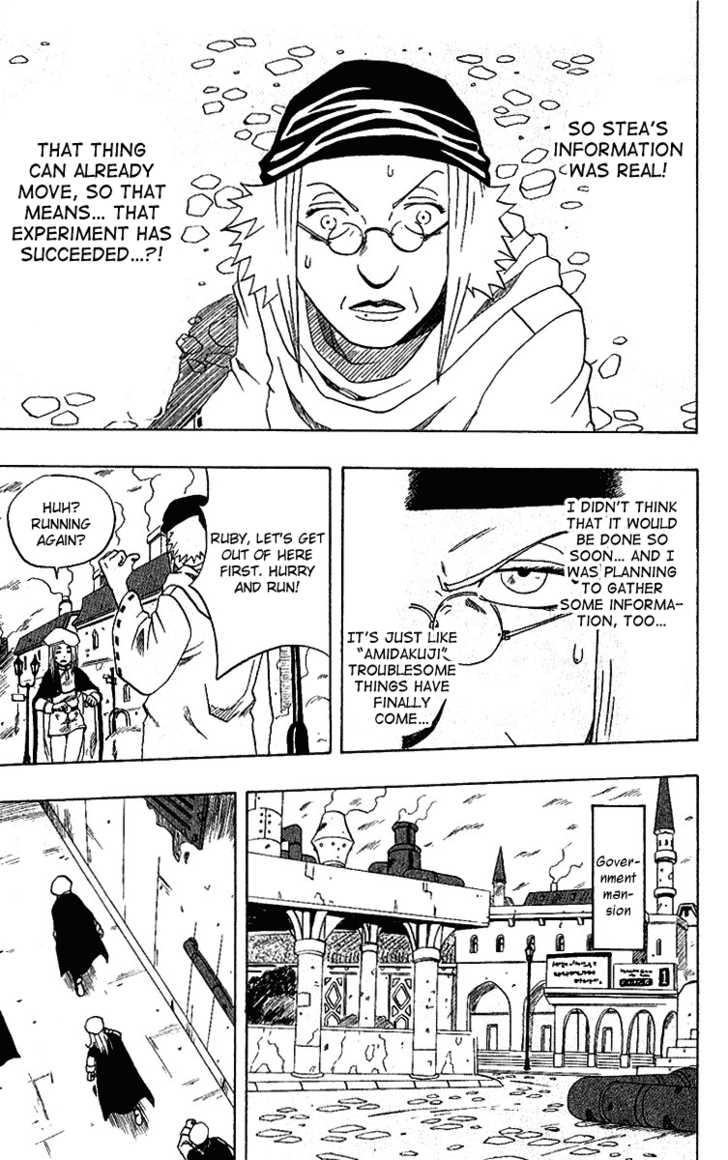 SO STEA'S
INFORMATION
WAS REAL!
THAT THING
CAN ALREADY
MOVE, SO THAT
MEANS... THAT
EXPERIMENT HAS
SUCCEEDED...?!
I DIDN'T THINK
THAT IT WOULD
BE DONE SO
SOON... AND I
WAS PLANNING
TO GATHER
SOME INFORMA-
TION, TOO...
IT'S JUST LIKE
"AMIDAKUJI".
TROUBLESOME
THINGS HAVE
FINALLY
COME...
RUBY, LET'S GET
OUT OF HERE
FIRST. HURRY
AND RUN!
HUH?
RUNNING
AGAIN?
Govern-
ment
man-
sion
1